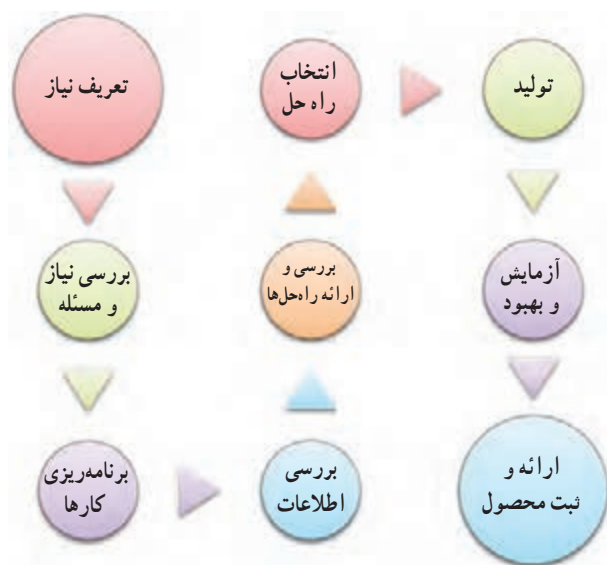 تعریف نیاز
بررسی نیاز
و مسئله
برنامه‌ریزی
کارها
بررسی
اطلاعات
بررسی و
ارائه راه‌حل‌ها
انتخاب
راه حل
تولید
آزمایش
و بهبود
ارائه و
ثبت محصول